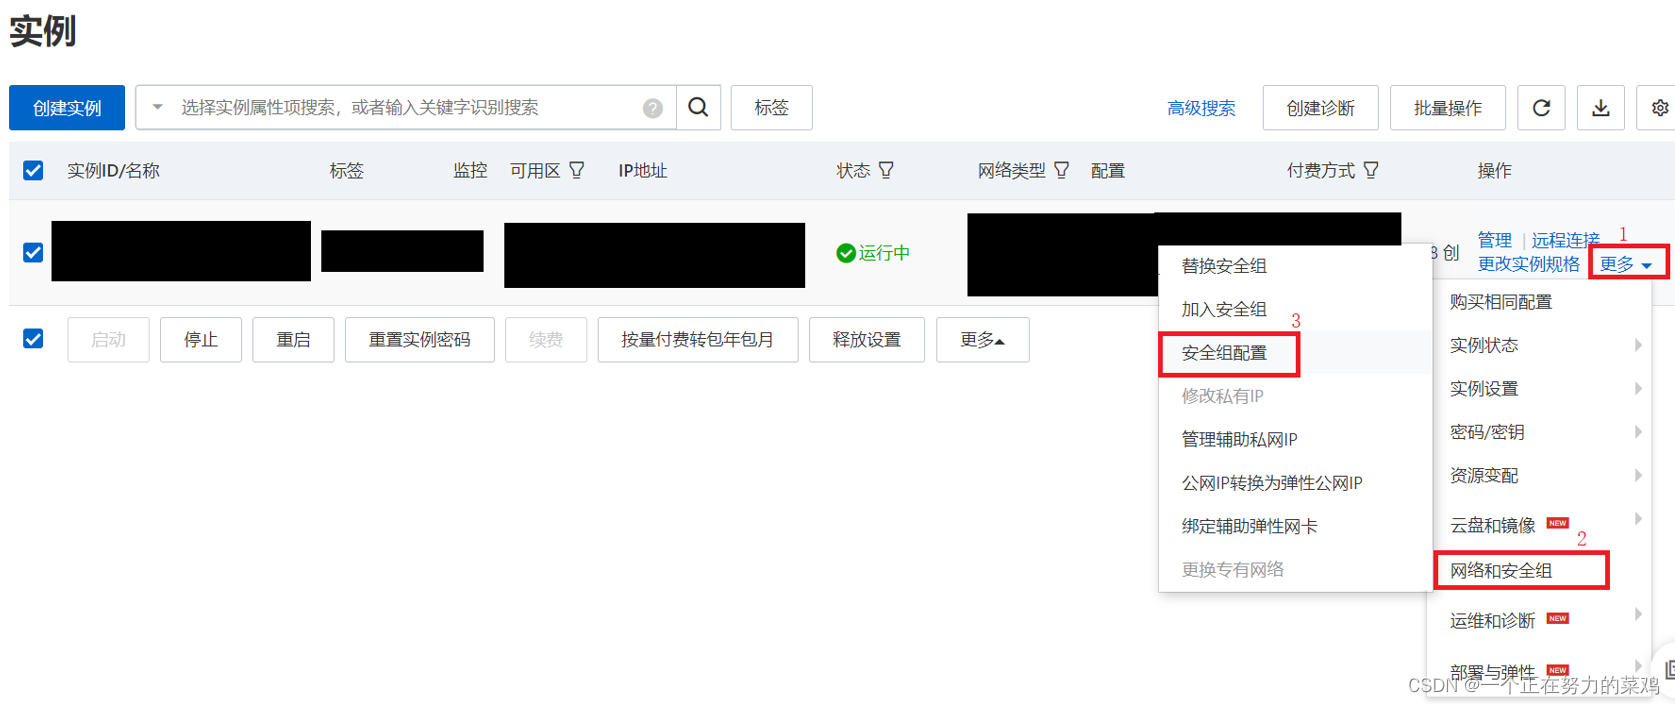 实例
创建实例 选择实例属性项搜索，或者输入关键字识别搜索 ? 标签 高级搜索 创建诊断 批量操作
实例ID/名称 标签 监控 可用区 IP地址 状态 网络类型 配置 付费方式 操作
运行中 创 管理 | 远程连接 1
更改实例规格 更多
启动 停止 重启 重置实例密码 续费 按量付费转包年包月 释放设置 更多
替换安全组
加入安全组
3
安全组配置
修改私有IP
管理辅助私网IP
公网IP转换为弹性公网IP
绑定辅助弹性网卡
更换专有网络
购买相同配置
实例状态
实例设置
密码/密钥
资源变配
云盘和镜像 NEW
2
网络和安全组
运维和诊断 NEW
部署与弹性 NEW
CSDN @一个正在努力的菜鸡